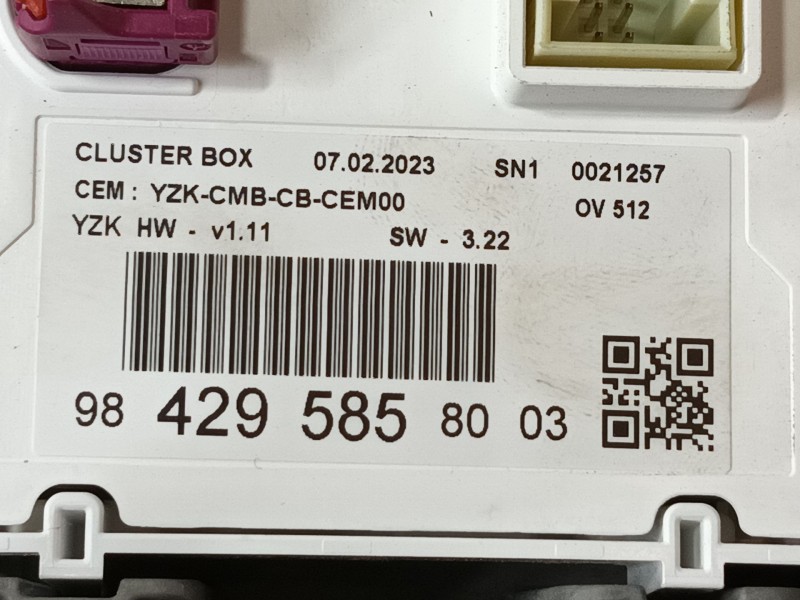 CLUSTER BOX 07.02.2023 SN1 0021257
CEM : YZK-CMB-CB-CEM00 OV 512
YZK HW - v1.11 SW - 3.22
98 429 585 80 03